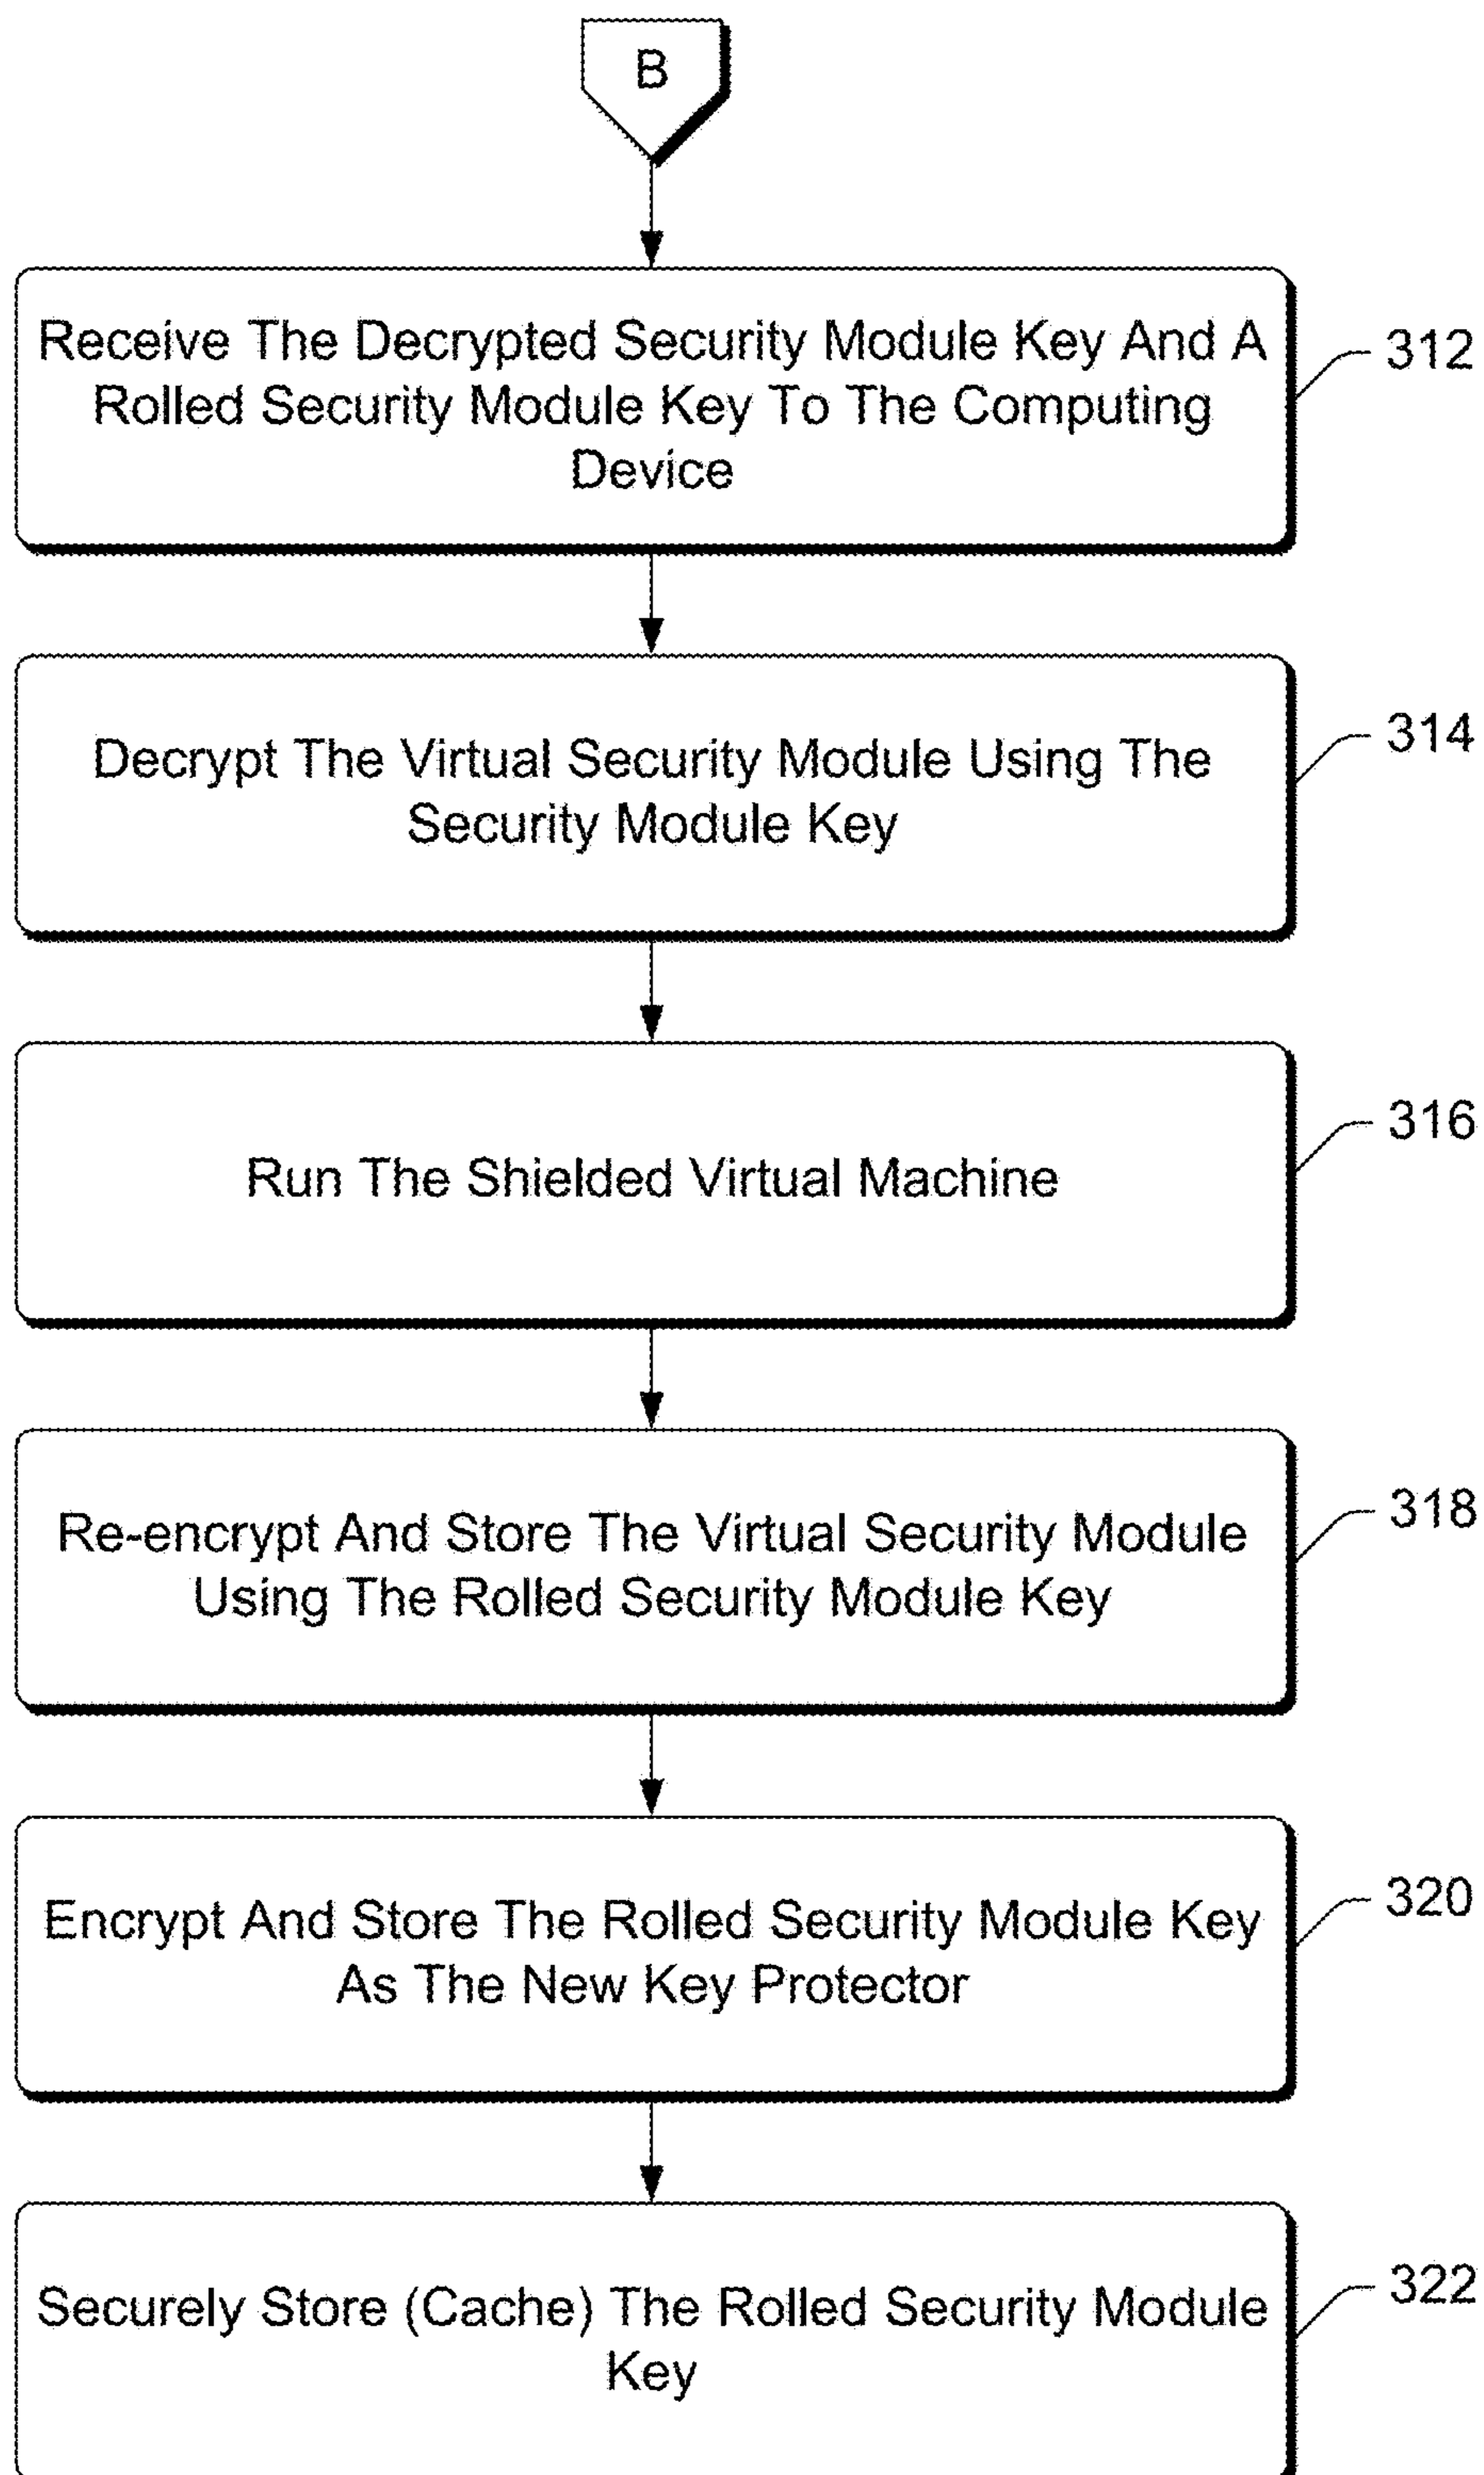 B
Receive The Decrypted Security Module Key And A
Rolled Security Module Key To The Computing
Device
312
Decrypt The Virtual Security Module Using The
Security Module Key
314
Run The Shielded Virtual Machine
316
Re-encrypt And Store The Virtual Security Module
Using The Rolled Security Module Key
318
Encrypt And Store The Rolled Security Module Key
As The New Key Protector
320
Securely Store (Cache) The Rolled Security Module
Key
322